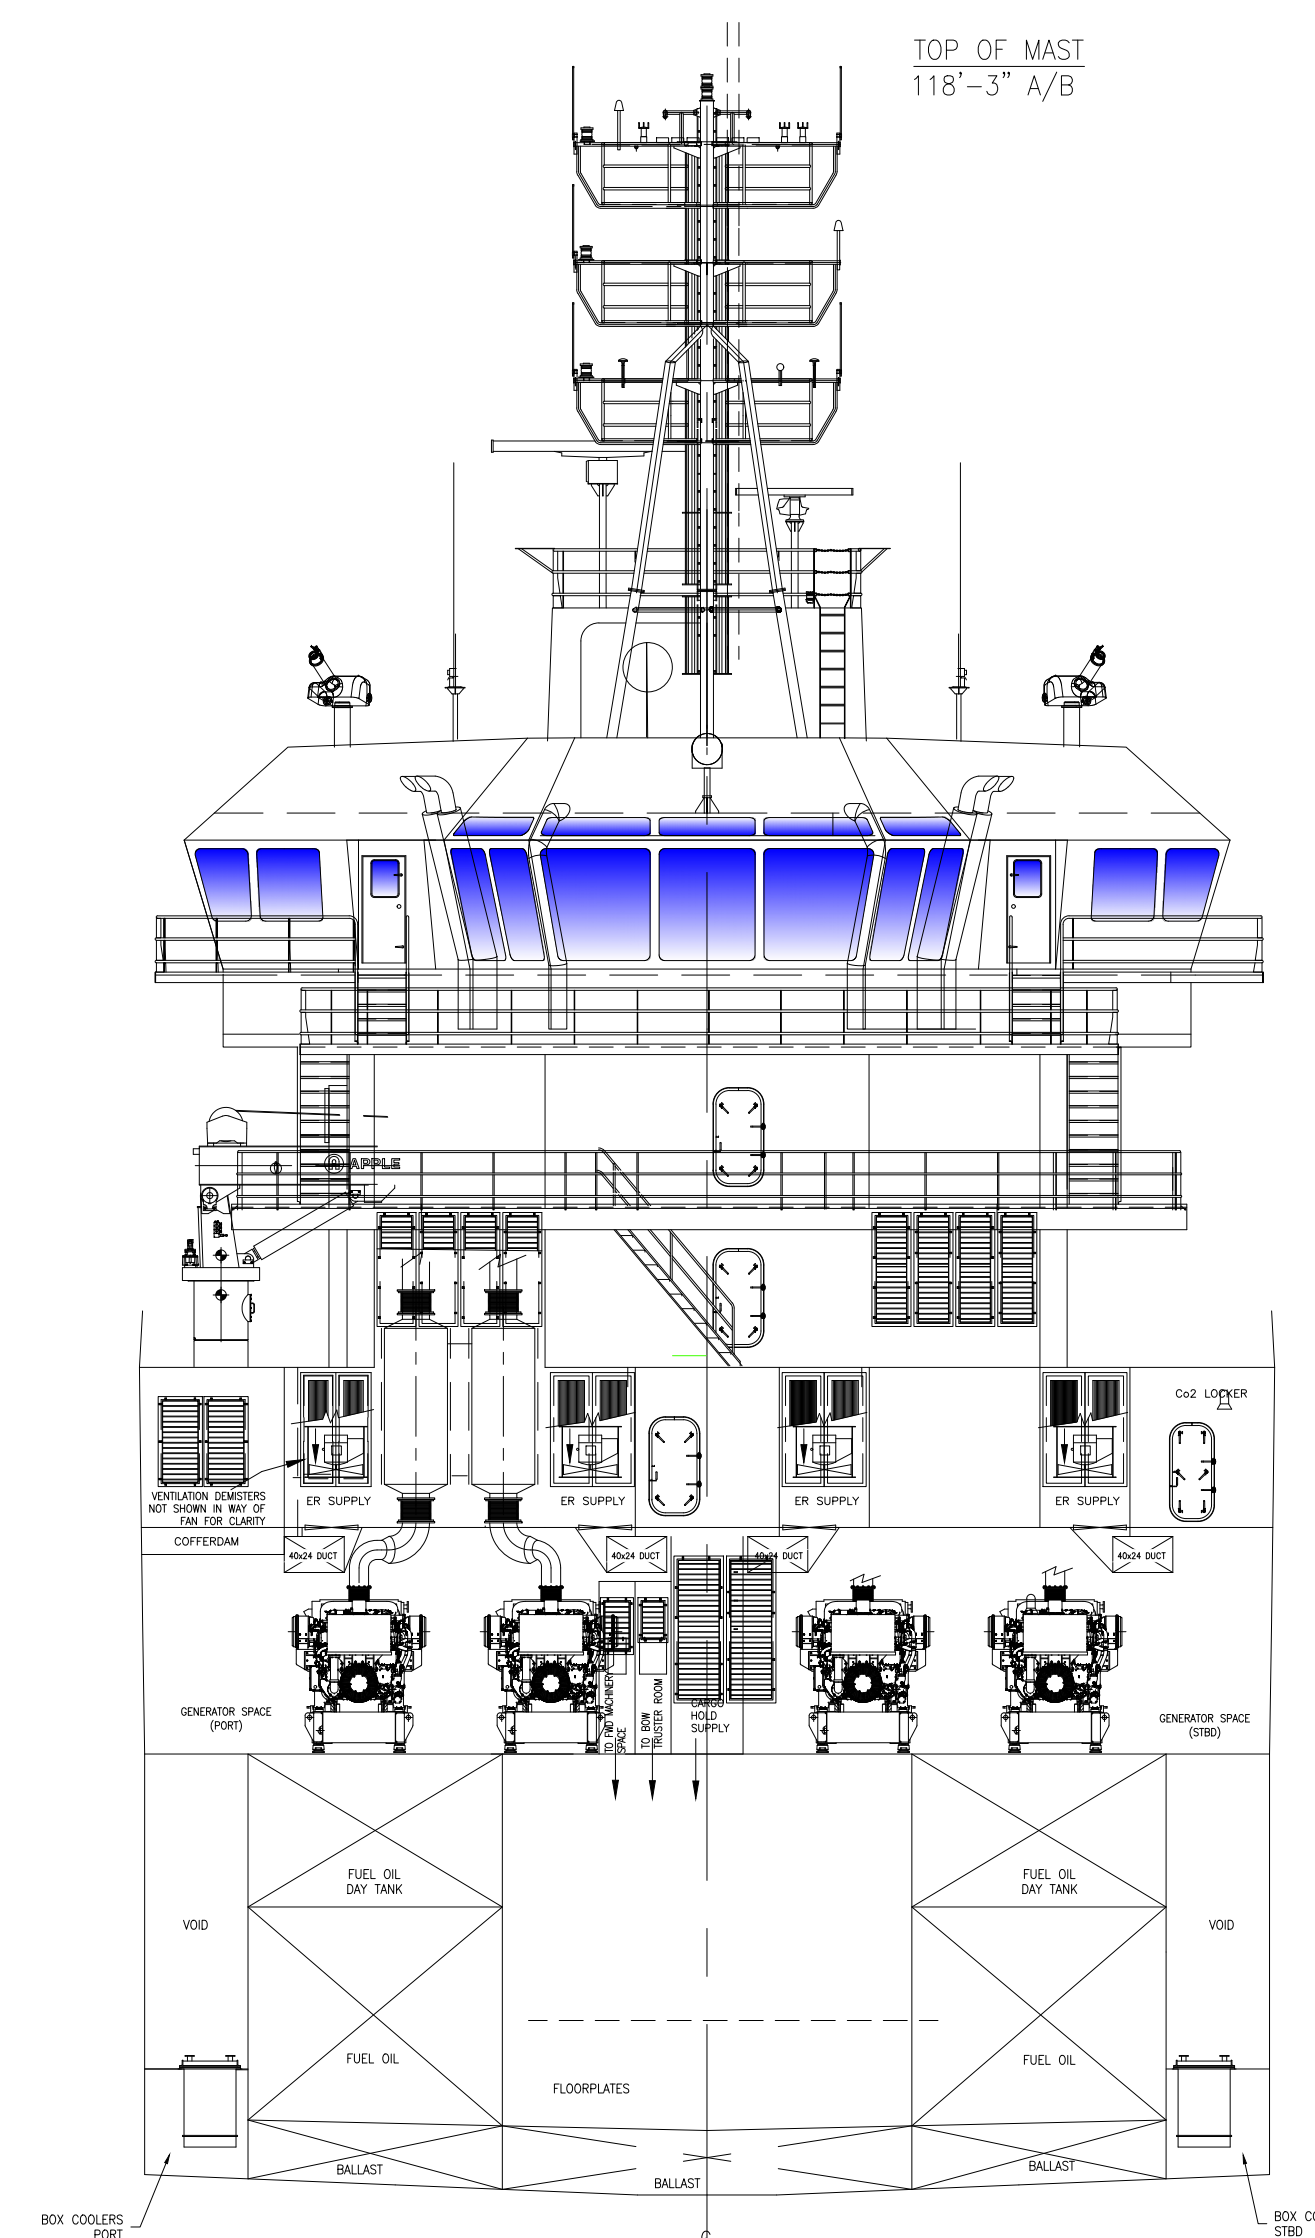 TOP OF MAST
118'-3" A/B
APPLE
Co2 LOCKER
VENTILATION DEMISTERS
NOT SHOWN IN WAY OF
FAN FOR CLARITY
ER SUPPLY
ER SUPPLY
ER SUPPLY
ER SUPPLY
COFFERDAM
40x24 DUCT
40x24 DUCT
40x24 DUCT
40x24 DUCT
GENERATOR SPACE
(PORT)
TO FWD MACHINERY
SPACE
TO BOW
TRUSTER ROOM
CARGO
HOLD
SUPPLY
GENERATOR SPACE
(STBD)
FUEL OIL
DAY TANK
FUEL OIL
DAY TANK
VOID
VOID
FUEL OIL
FUEL OIL
FLOORPLATES
BALLAST
BALLAST
BALLAST
BOX COOLERS
PORT
BOX CO
STBD